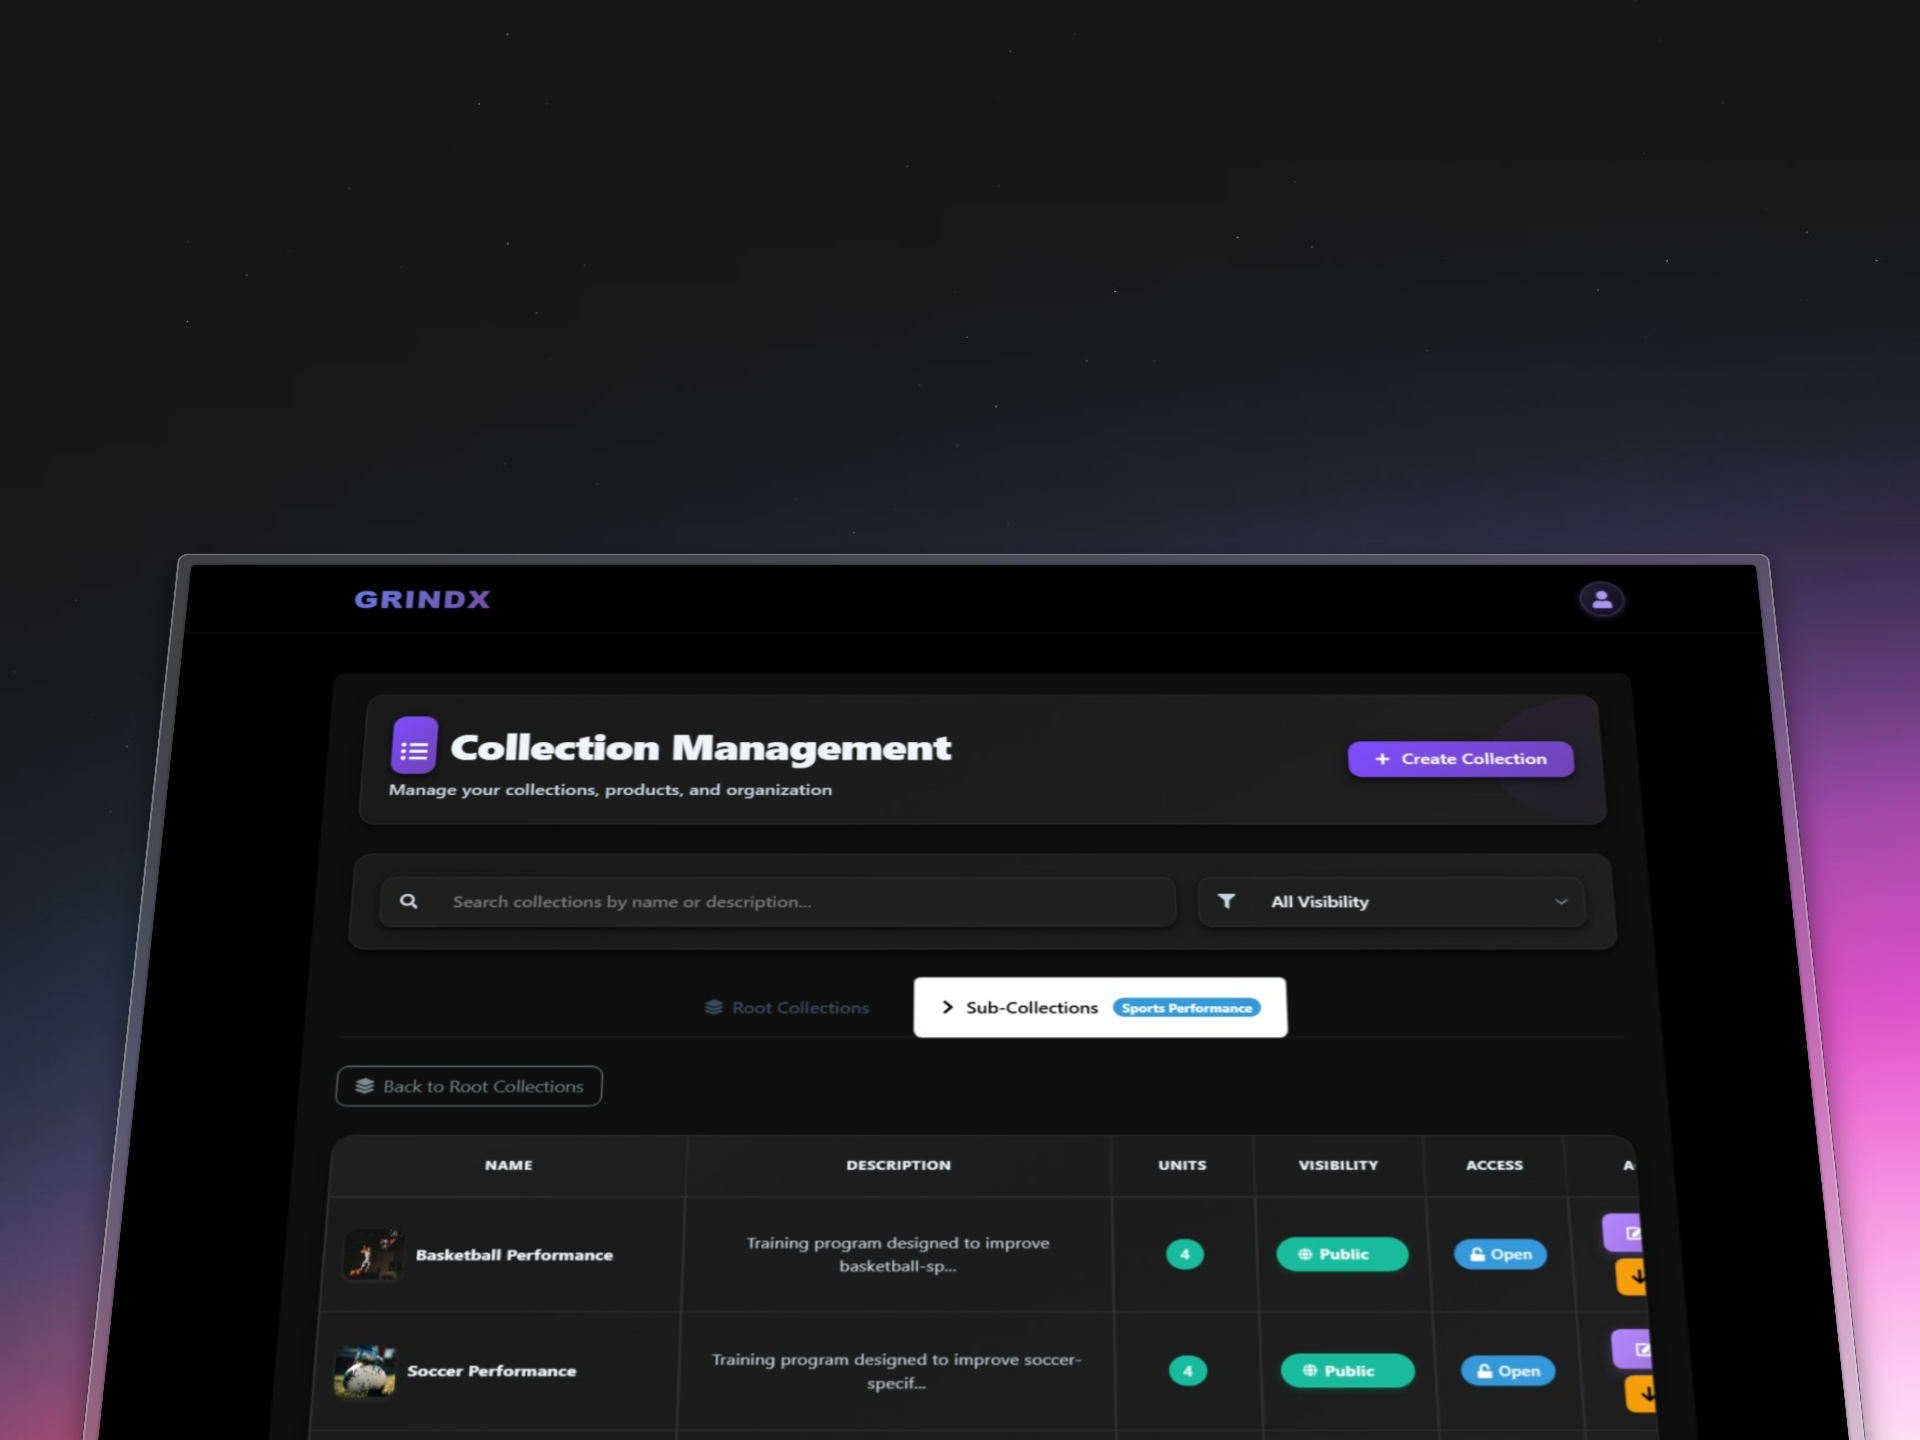 GRINDX
Collection Management
Create Collection
Manage your collections, products, and organization
Search collections by name or description...
All Visibility
Root Collections
Sub-Collections
Sports Performance
Back to Root Collections
NAME
DESCRIPTION
UNITS
VISIBILITY
ACCESS
Basketball Performance
Training program designed to improve
basketball-sp...
4
Public
Open
Soccer Performance
Training program designed to improve soccer-
specif...
4
Public
Open